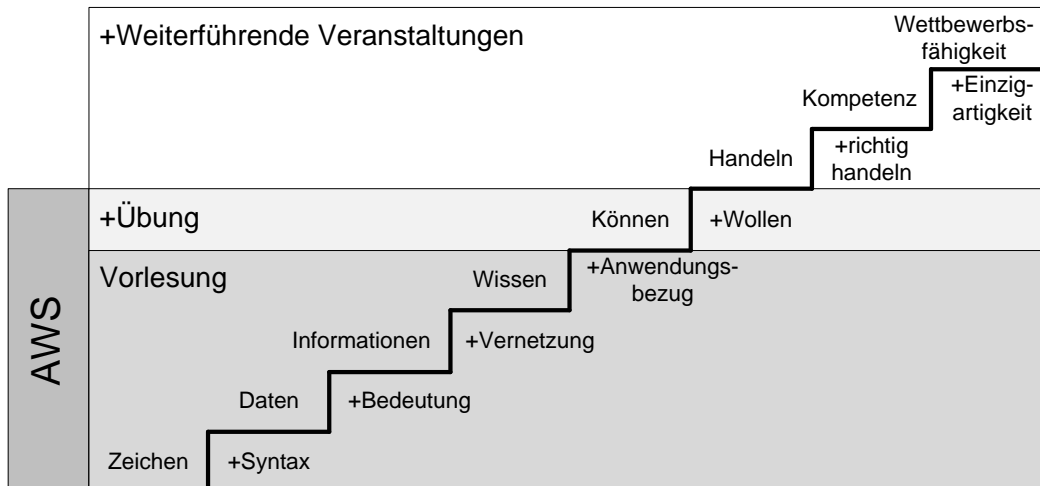 +Weiterführende Veranstaltungen
Wettbewerbs-
fähigkeit
+Einzig-
artigkeit
Kompetenz
+richtig
handeln
Handeln
+Übung
Können
+Wollen
Vorlesung
Wissen
+Anwendungs-
bezug
Informationen
+Vernetzung
Daten
+Bedeutung
Zeichen
+Syntax
AWS